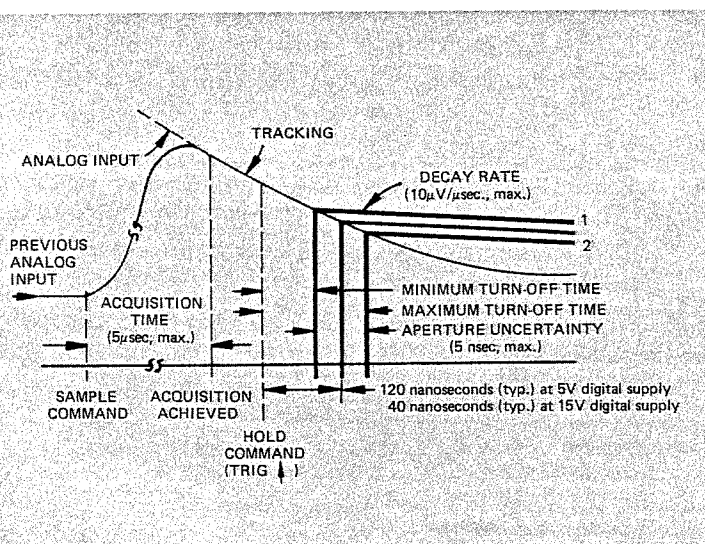 TRACKING
ANALOG INPUT
DECAY RATE
(10μV/μsec., max.)
1
2
PREVIOUS
ANALOG
INPUT
ACQUISITION
TIME
(5μsec, max.)
MINIMUM TURN-OFF TIME
MAXIMUM TURN-OFF TIME
APERTURE UNCERTAINTY
(5 nsec, max.)
SAMPLE
COMMAND
ACQUISITION
ACHIEVED
120 nanoseconds (typ.) at 5V digital supply
40 nanoseconds (typ.) at 15V digital supply
HOLD
COMMAND
(TRIG ↑ )